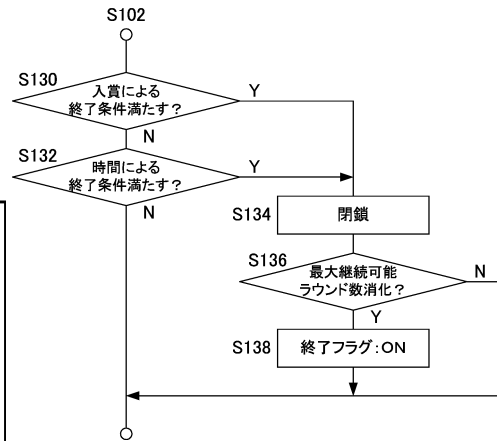 S102
S130
入賞による
終了条件満たす?
Y
N
S132
時間による
終了条件満たす?
Y
N
S134
閉鎖
S136
最大継続可能
ラウンド数消化?
N
Y
S138
終了フラグ:ON